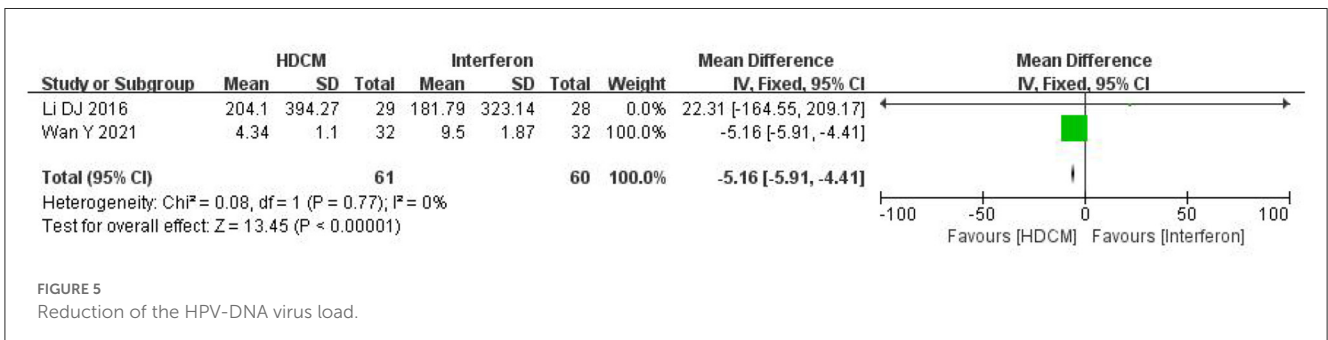 HDCM Interferon Mean Difference Mean Difference
Study or Subgroup Mean SD Total Mean SD Total Weight IV, Fixed, 95% CI IV, Fixed, 95% CI
Li DJ 2016 204.1 394.27 29 181.79 323.14 28 0.0% 22.31 [-164.55, 209.17]
Wan Y 2021 4.34 1.1 32 9.5 1.87 32 100.0% -5.16 [-5.91, -4.41]
Total (95% CI) 61 60 100.0% -5.16 [-5.91, -4.41]
Heterogeneity: Chi² = 0.08, df = 1 (P = 0.77); I² = 0%
Test for overall effect: Z = 13.45 (P < 0.00001)
-100 -50 0 50 100
Favours [HDCM] Favours [Interferon]
FIGURE 5
Reduction of the HPV-DNA virus load.